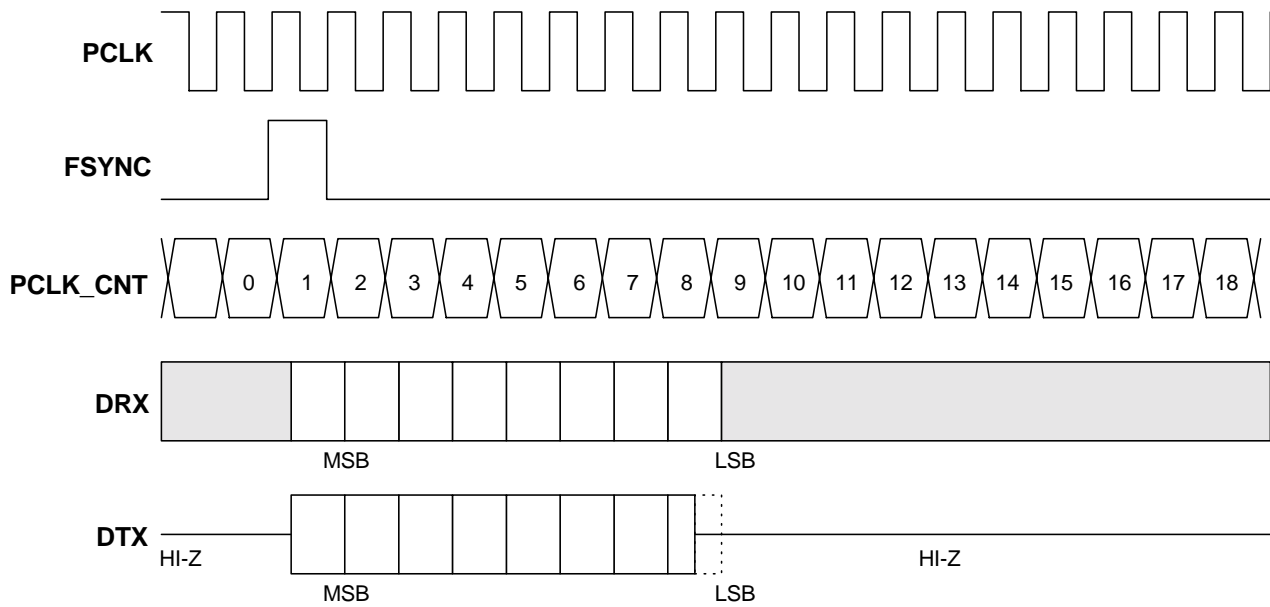 PCLK
FSYNC
PCLK_CNT
0 1 2 3 4 5 6 7 8 9 10 11 12 13 14 15 16 17 18
DRX
MSB LSB
DTX
HI-Z HI-Z
MSB LSB